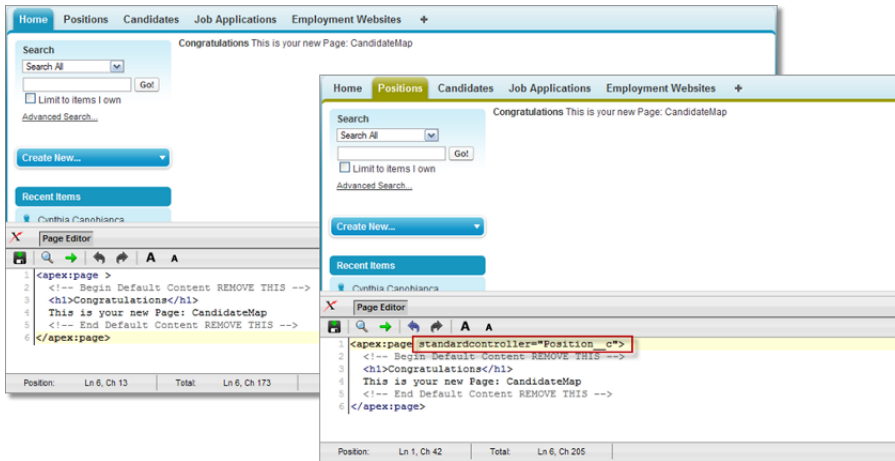 Home Positions Candidates Job Applications Employment Websites +
Search
Search All
Go!
Limit to items I own
Advanced Search...
Create New...
Recent Items
Cynthia Capobianca
Congratulations This is your new Page: CandidateMap
Page Editor
A A
1 <apex:page >
2 <!-- Begin Default Content REMOVE THIS -->
3 <h1>Congratulations</h1>
4 This is your new Page: CandidateMap
5 <!-- End Default Content REMOVE THIS -->
6 </apex:page>
Position: Ln 6, Ch 13 Total: Ln 6, Ch 173
Home Positions Candidates Job Applications Employment Websites +
Search
Search All
Go!
Limit to items I own
Advanced Search...
Create New...
Recent Items
Cynthia Capobianca
Congratulations This is your new Page: CandidateMap
Page Editor
A A
1 <apex:page standardcontroller="Position__c">
2 <!-- Begin Default Content REMOVE THIS -->
3 <h1>Congratulations</h1>
4 This is your new Page: CandidateMap
5 <!-- End Default Content REMOVE THIS -->
6 </apex:page>
Position: Ln 1, Ch 42 Total: Ln 6, Ch 205